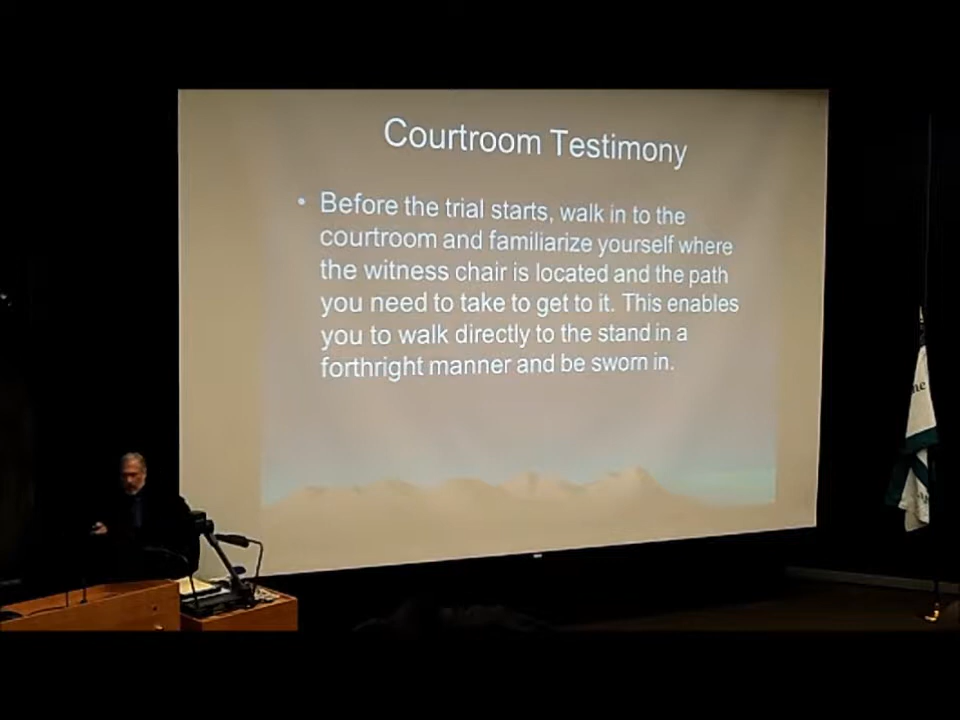 Courtroom Testimony
• Before the trial starts, walk in to the
courtroom and familiarize yourself where
the witness chair is located and the path
you need to take to get to it. This enables
you to walk directly to the stand in a
forthright manner and be sworn in.